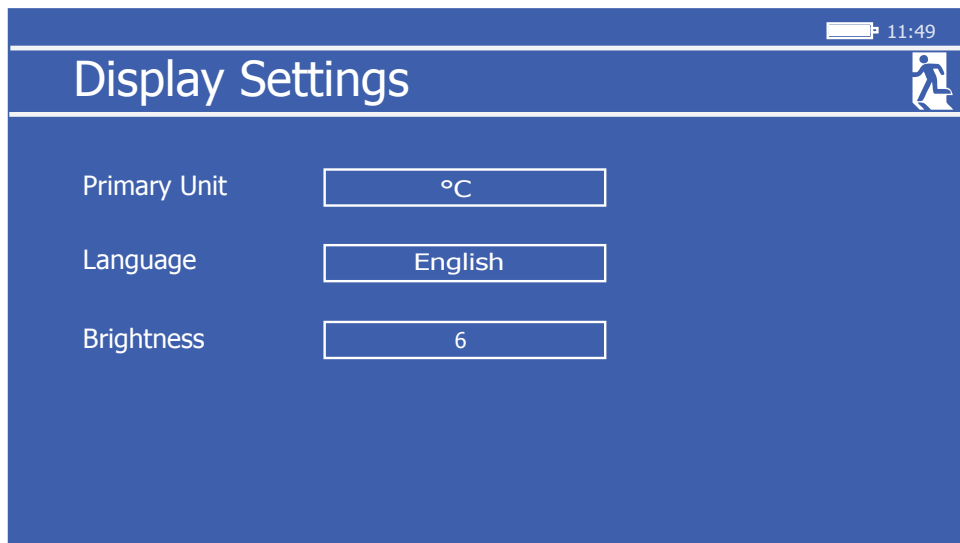 11:49
Display Settings
Primary Unit °C
Language English
Brightness 6